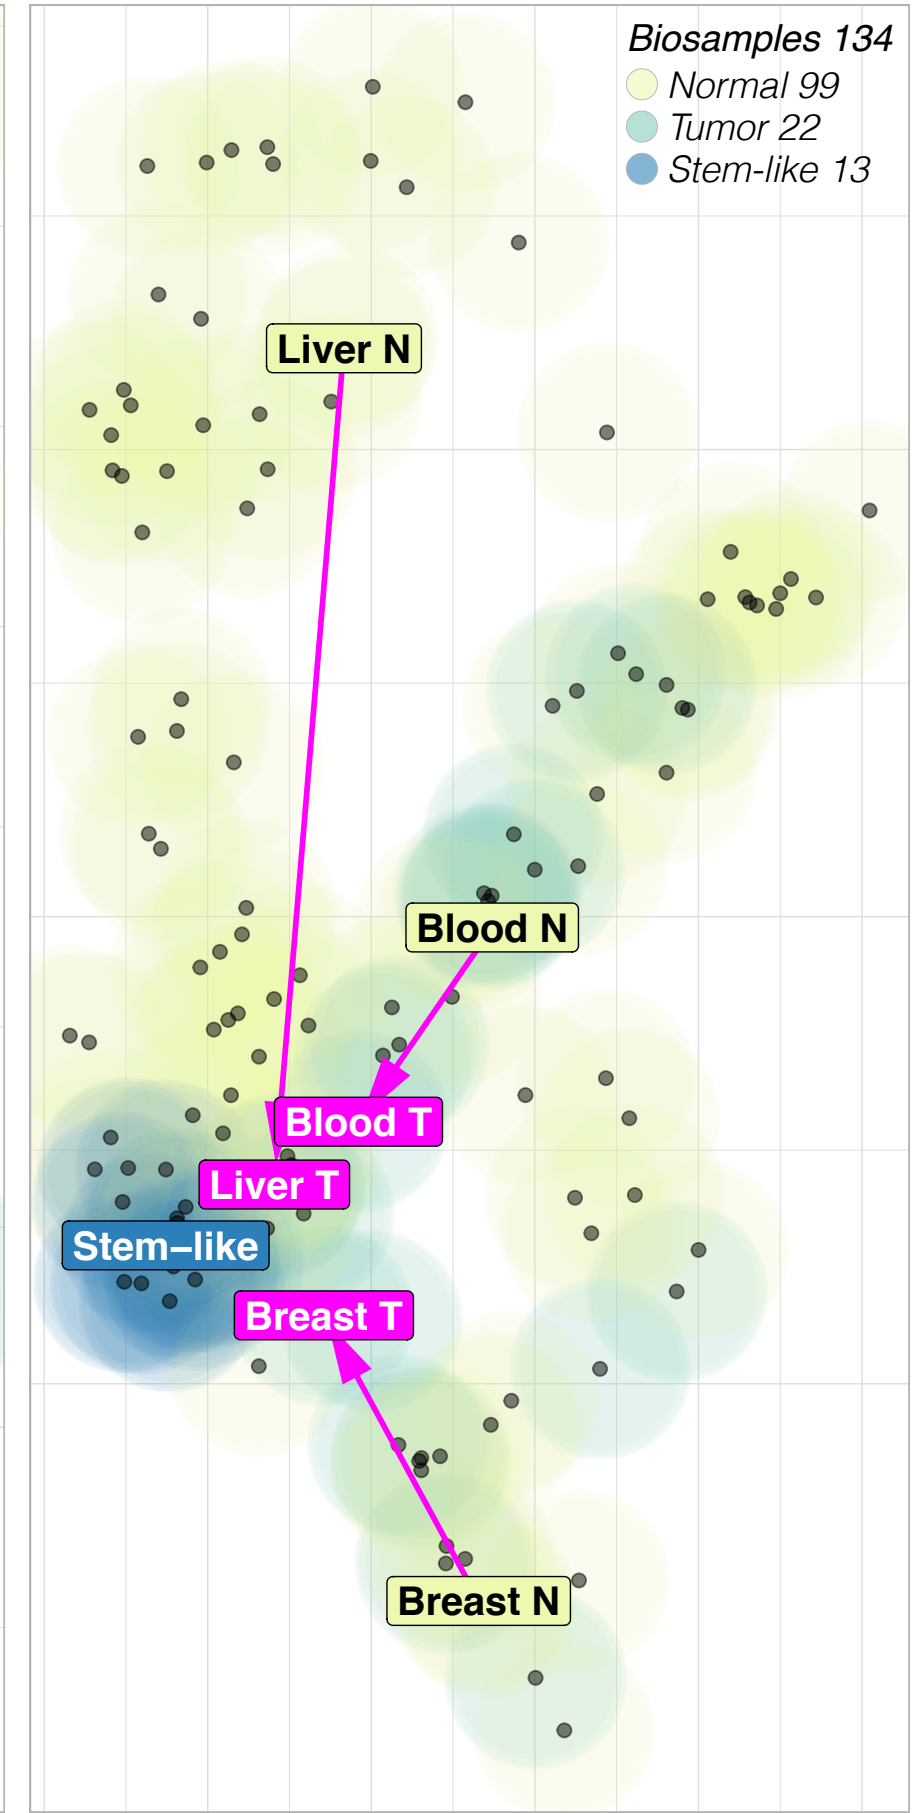 Biosamples 134
Normal 99
Tumor 22
Stem-like 13
Liver N
Blood N
Blood T
Liver T
Stem–like
Breast T
Breast N